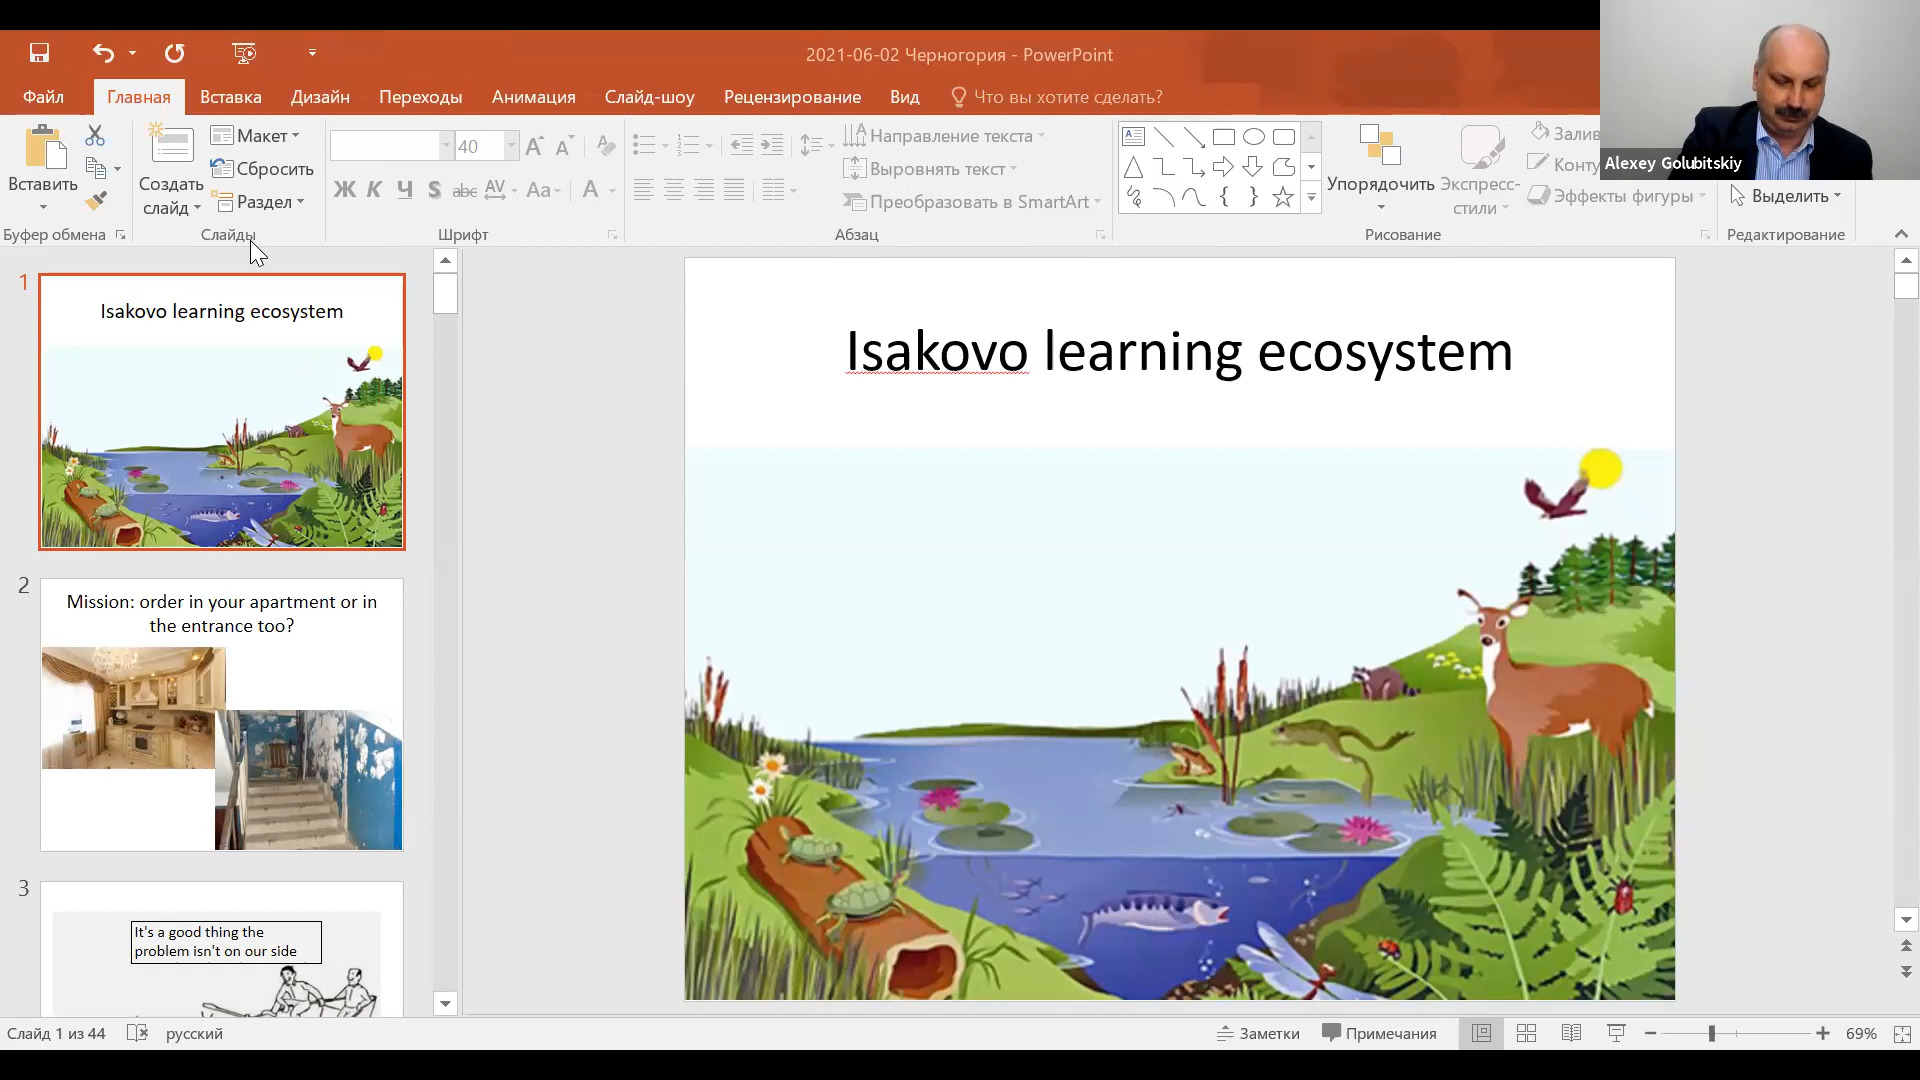 2021-06-02 Черногория - PowerPoint
Файл Главная Вставка Дизайн Переходы Анимация Слайд-шоу Рецензирование Вид Что вы хотите сделать?
Вставить
Буфер обмена
Создать
слайд
Макет
Сбросить
Раздел
Слайды
40
Ж К Ч S abc AV Aa A
Шрифт
Направление текста
Выровнять текст
Преобразовать в SmartArt
Абзац
Упорядочить
Экспресс-
стили
Залив
Конту
Эффекты фигуры
Рисование
Выделить
Редактирование
Alexey Golubitskiy
1
Isakovo learning ecosystem
2
Mission: order in your apartment or in
the entrance too?
3
It's a good thing the
problem isn't on our side
Isakovo learning ecosystem
Слайд 1 из 44 русский Заметки Примечания 69%